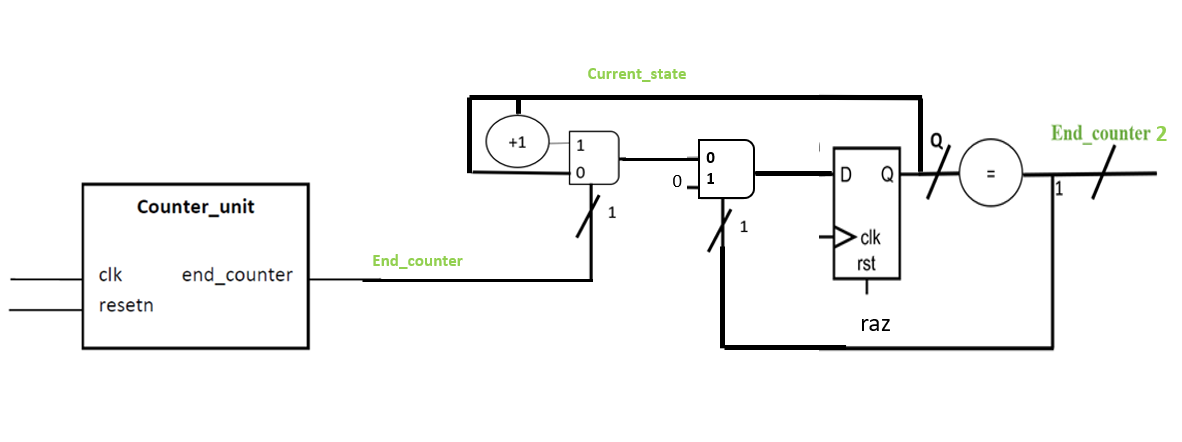 Current_state
End_counter 2
+1
1
0
0
1
0
Q
=
1
D
Q
Counter_unit
1
1
clk
rst
End_counter
clk
end_counter
resetn
raz